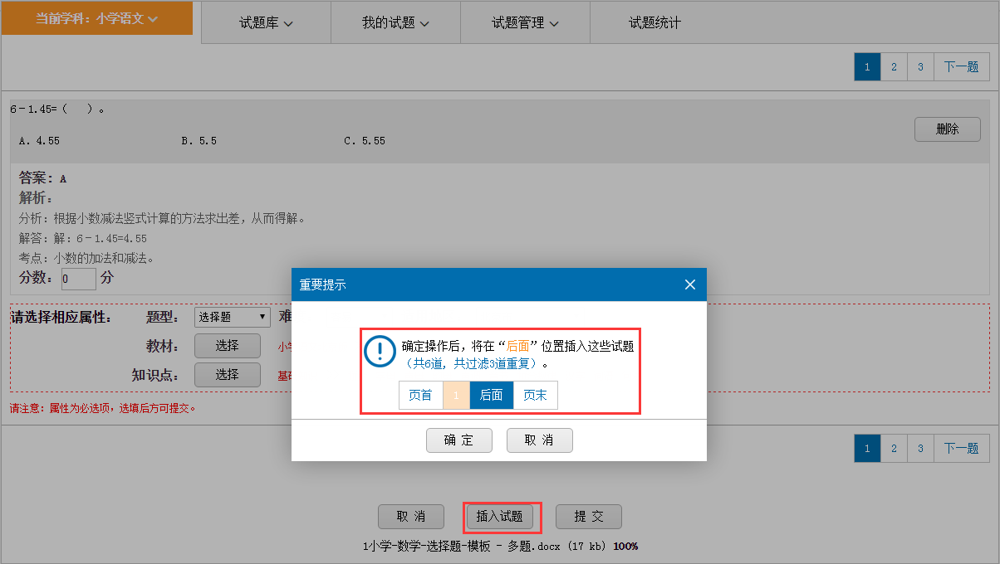 当前学科：小学语文 试题库 我的试题 试题管理 试题统计
1 2 3 下一题
6－1.45=（ ）。
A. 4.55 B. 5.5 C. 5.55
删除
答案：A
解析：
分析：根据小数减法竖式计算的方法求出差，从而得解。
解答：解：6－1.45=4.55
考点：小数的加法和减法。
分数：0 分
重要提示
请选择相应属性： 题型： 选择题 难
教材： 选择 小学
知识点： 选择 基础
请注意：属性为必选项，选填后方可提交。
确定操作后，将在“后面”位置插入这些试题
（共6道，共过滤3道重复）。
页首 1 后面 页末
确 定 取 消
1 2 3 下一题
取 消 插入试题 提 交
1小学-数学-选择题-模板 - 多题.docx (17 kb) 100%